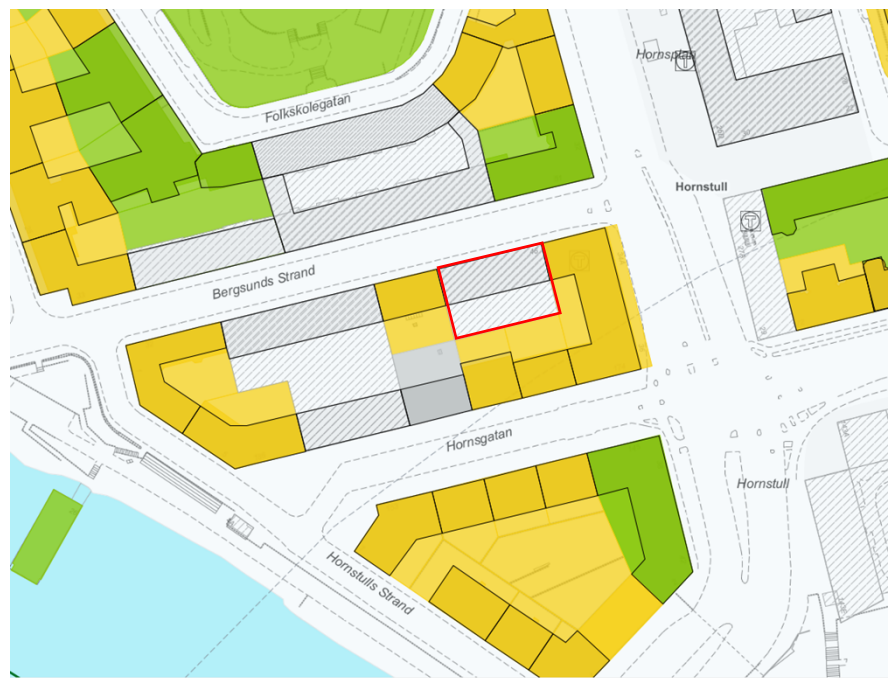 Hornsplan
Folkskolegatan
Hornstull
Bergsunds Strand
Hornsgatan
Hornstull
Hornstulls Strand